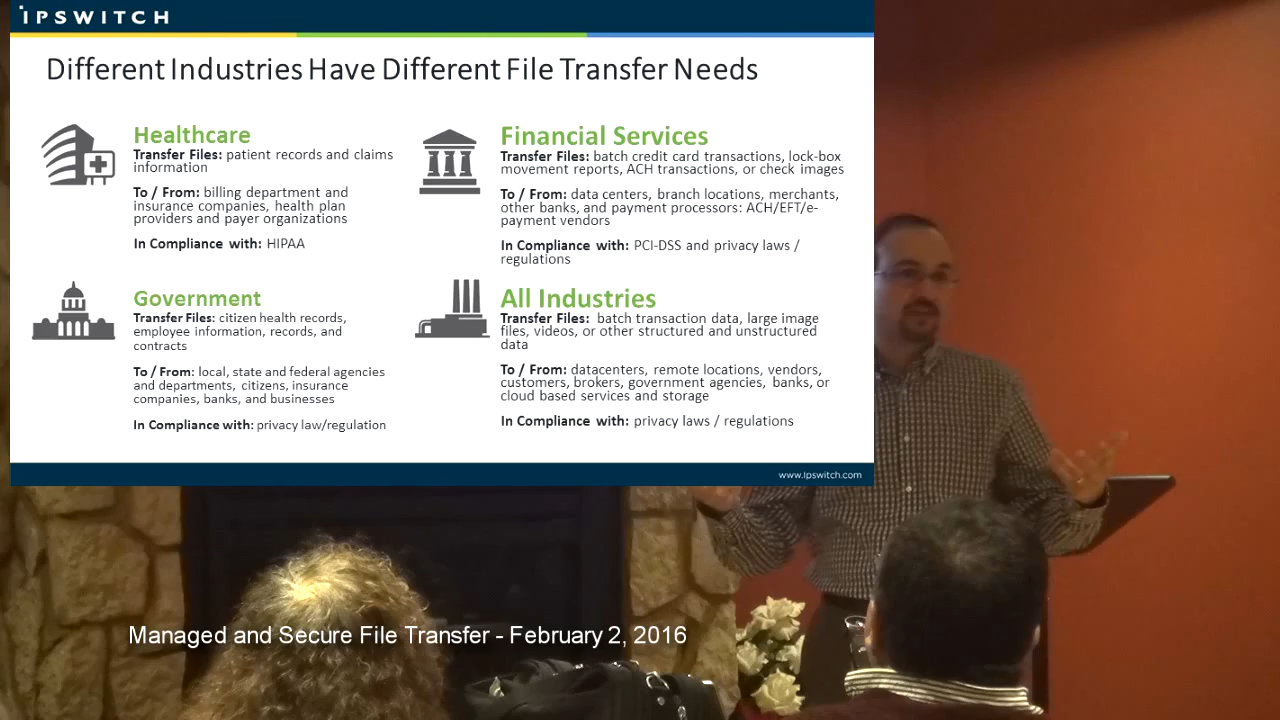 iPSWITCH
Different Industries Have Different File Transfer Needs
Healthcare
Transfer Files: patient records and claims
information
To / From: billing department and
insurance companies, health plan
providers and payer organizations
In Compliance with: HIPAA
Financial Services
Transfer Files: batch credit card transactions, lock-box
movement reports, ACH transactions, or check images
To / From: data centers, branch locations, merchants,
other banks, and payment processors: ACH/EFT/e-
payment vendors
In Compliance with: PCI-DSS and privacy laws /
regulations
Government
Transfer Files: citizen health records,
employee information, records, and
contracts
To / From: local, state and federal agencies
and departments, citizens, insurance
companies, banks, and businesses
In Compliance with: privacy law/regulation
All Industries
Transfer Files: batch transaction data, large image
files, videos, or other structured and unstructured
data
To / From: datacenters, remote locations, vendors,
customers, brokers, government agencies, banks, or
cloud based services and storage
In Compliance with: privacy laws / regulations
www.ipswitch.com
Managed and Secure File Transfer - February 2, 2016